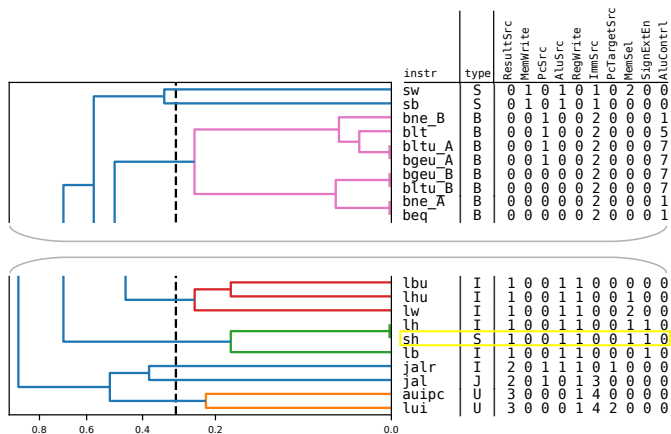 instr type ResultSrc MemWrite PcSrc AluSrc RegWrite ImmSrc PcTargetSrc MemSel SignExtEn AluContrl
sw S 0 1 0 1 0 1 0 2 0 0
sb S 0 1 0 1 0 1 0 0 0 0
bne_B B 0 0 1 0 0 2 0 0 0 1
blt B 0 0 1 0 0 2 0 0 0 5
bltu_A B 0 0 1 0 0 2 0 0 0 7
bgeu_A B 0 0 1 0 0 2 0 0 0 7
bgeu_B B 0 0 0 0 0 2 0 0 0 7
bltu_B B 0 0 0 0 0 2 0 0 0 7
bne_A B 0 0 0 0 0 2 0 0 0 1
beq B 0 0 0 0 0 2 0 0 0 1
lbu I 1 0 0 1 1 0 0 0 0 0
lhu I 1 0 0 1 1 0 0 1 0 0
lw I 1 0 0 1 1 0 0 2 0 0
lh I 1 0 0 1 1 0 0 1 1 0
sh S 1 0 0 1 1 0 0 1 1 0
lb I 1 0 0 1 1 0 0 0 1 0
jalr I 2 0 1 1 1 0 1 0 0 0
jal J 2 0 1 0 1 3 0 0 0 0
auipc U 3 0 0 0 1 4 0 0 0 0
lui U 3 0 0 0 1 4 2 0 0 0
0.8 0.6 0.4 0.2 0.0